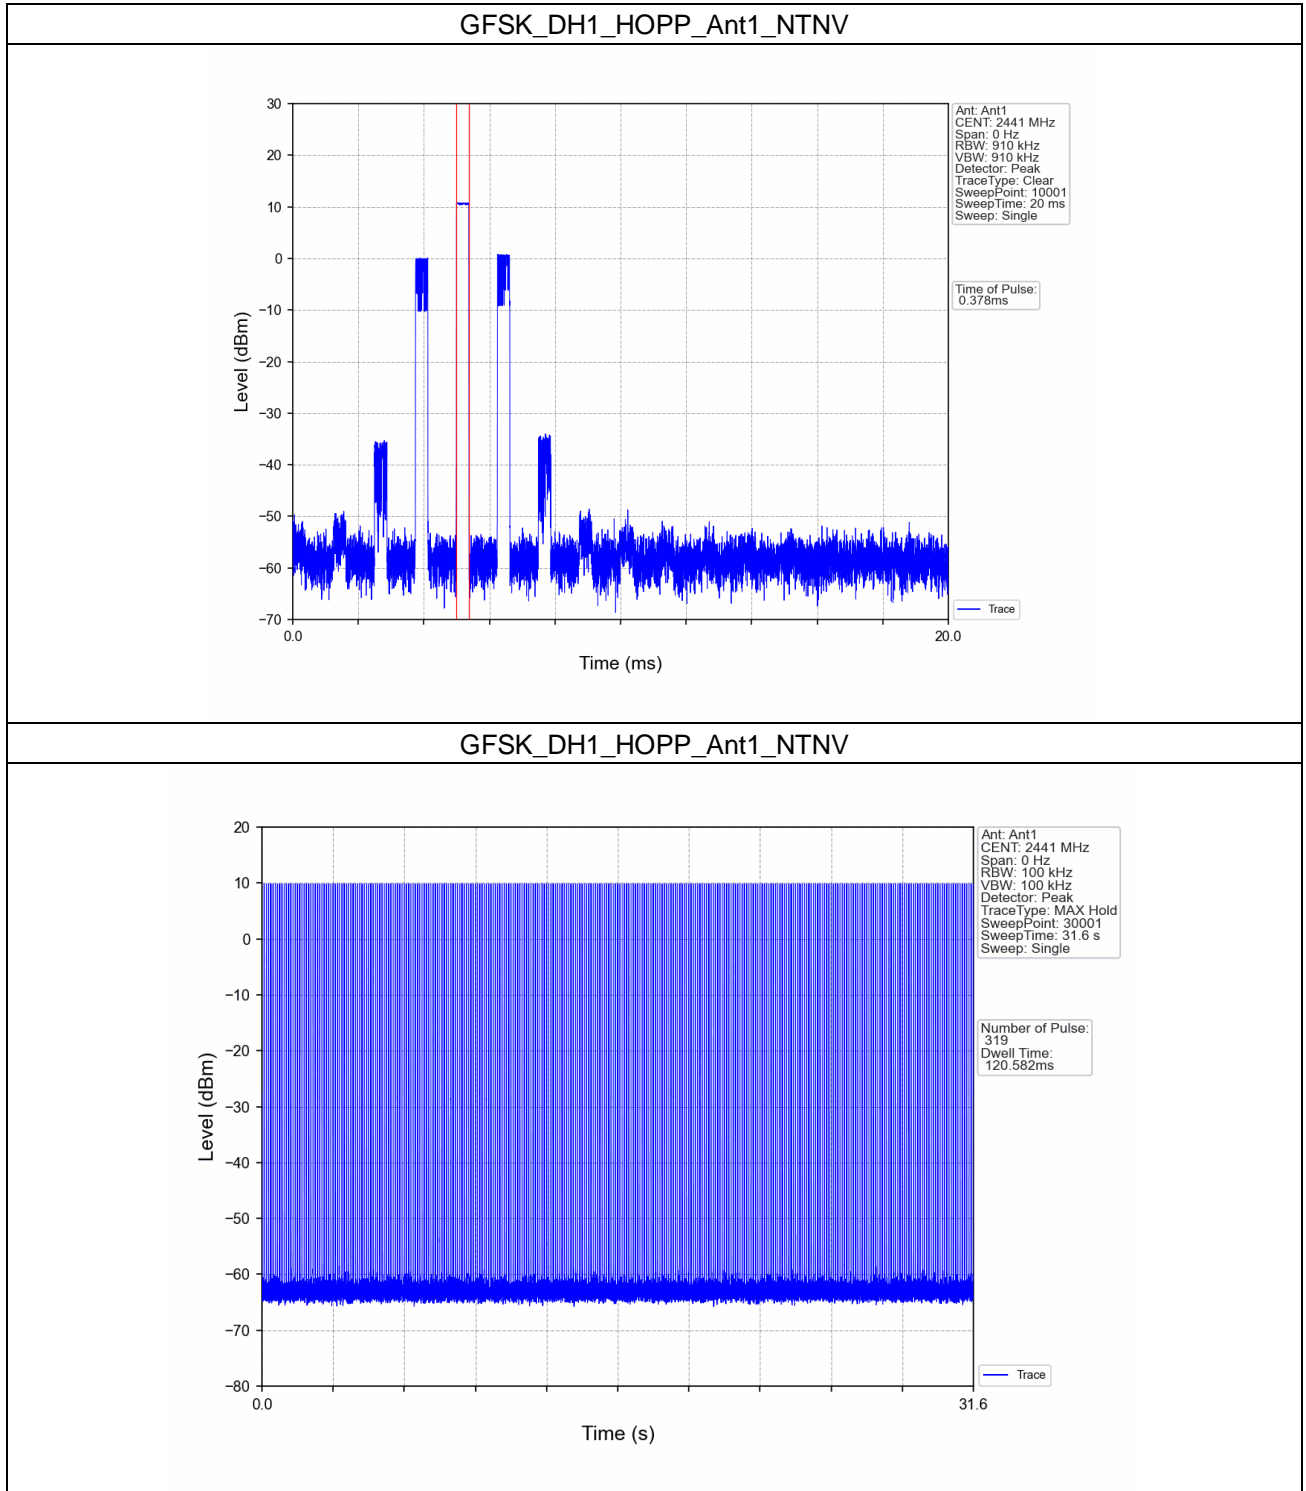 GFSK_DH1_HOPP_Ant1_NTNV
30
20
10
0
−10
−20
−30
−40
−50
−60
−70
Level (dBm)
0.0
20.0
Time (ms)
Ant: Ant1
CENT: 2441 MHz
Span: 0 Hz
RBW: 910 kHz
VBW: 910 kHz
Detector: Peak
TraceType: Clear
SweepPoint: 10001
SweepTime: 20 ms
Sweep: Single
Time of Pulse:
0.378ms
Trace
GFSK_DH1_HOPP_Ant1_NTNV
20
10
0
−10
−20
−30
−40
−50
−60
−70
−80
Level (dBm)
0.0
31.6
Time (s)
Ant: Ant1
CENT: 2441 MHz
Span: 0 Hz
RBW: 100 kHz
VBW: 100 kHz
Detector: Peak
TraceType: MAX Hold
SweepPoint: 30001
SweepTime: 31.6 s
Sweep: Single
Number of Pulse:
319
Dwell Time:
120.582ms
Trace